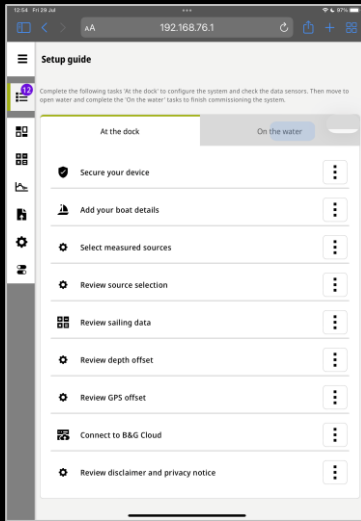 12:54 Fri 29 Jul
97%
AA
192.168.76.1
Setup guide
12
Complete the following tasks 'At the dock' to configure the system and check the data sensors. Then move to
open water and complete the 'On the water' tasks to finish commissioning the system.
At the dock
On the water
Secure your device
Add your boat details
Select measured sources
Review source selection
Review sailing data
Review depth offset
Review GPS offset
Connect to B&G Cloud
Review disclaimer and privacy notice